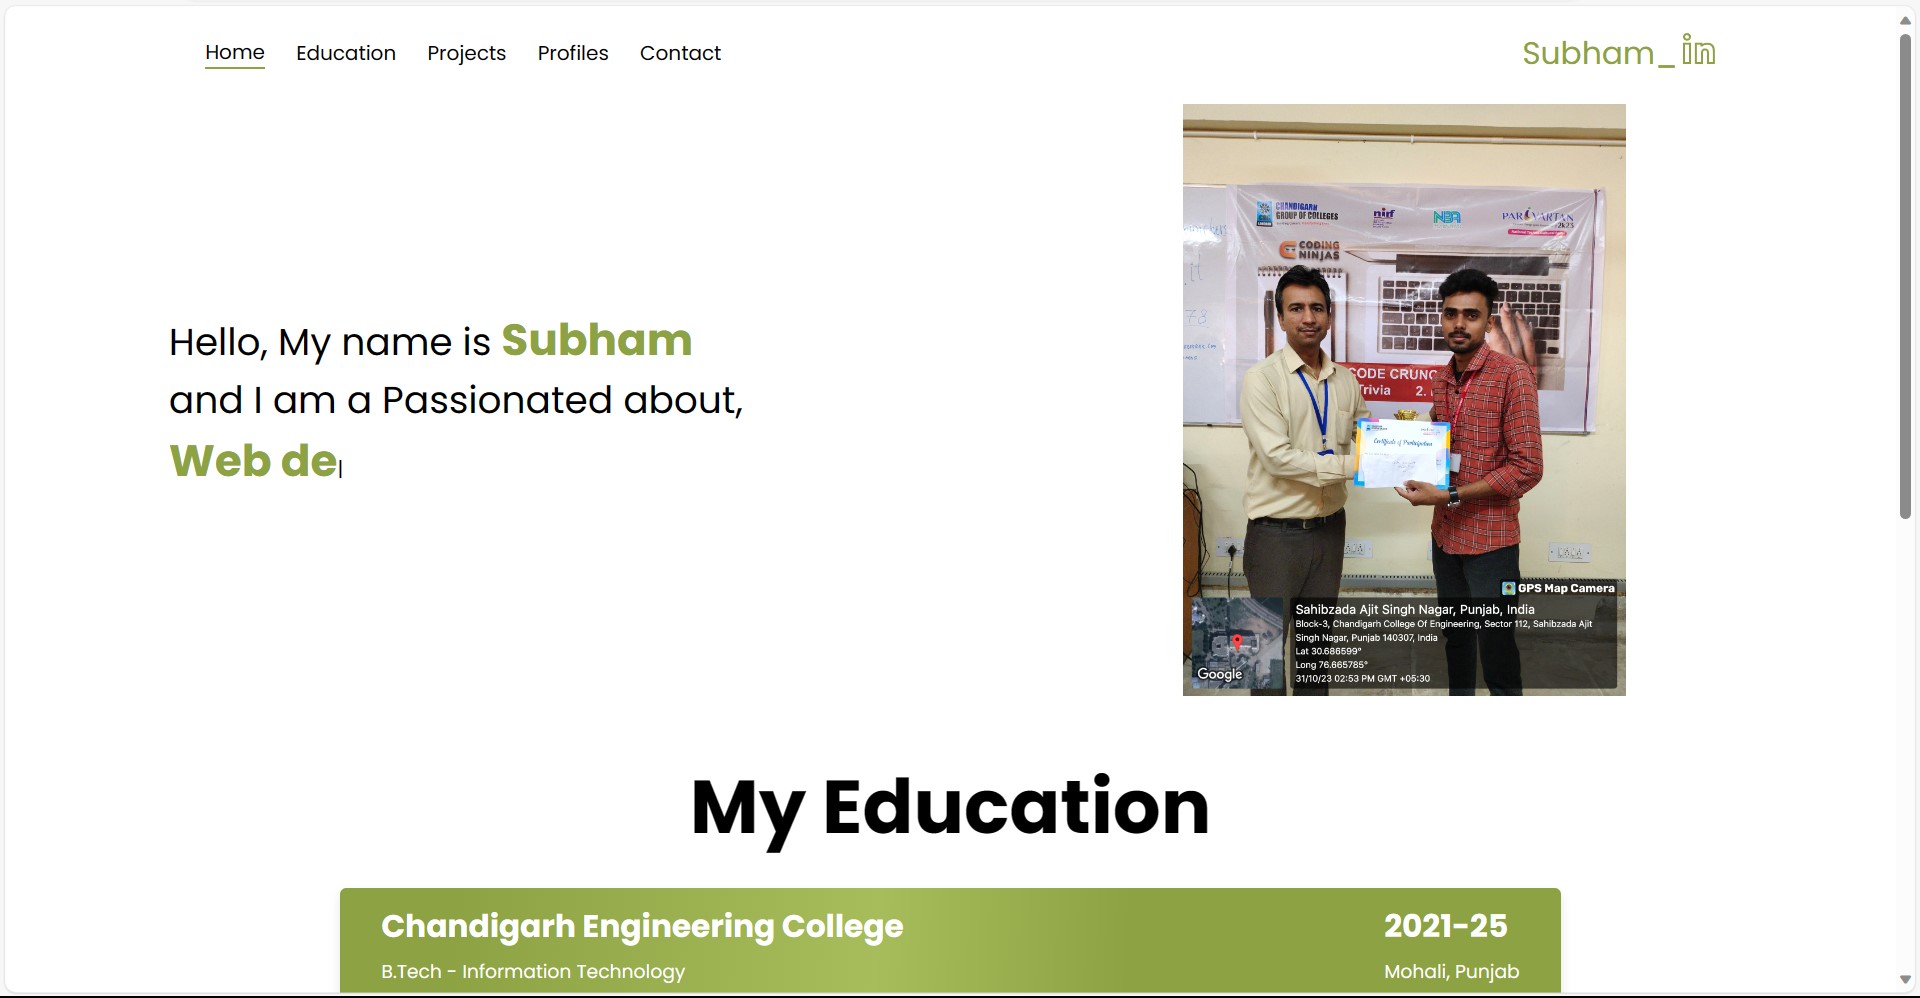 Home Education Projects Profiles Contact
Subham_in
CHANDIGARH
GROUP OF COLLEGES
nirf
NBA
PARIVARTAN
2k23
CODING
NINJAS
Hello, My name is Subham
and I am a Passionated about,
Web de|
CODE CRUNC
Trivia 2.
Certificate of Participation
GPS Map Camera
Sahibzada Ajit Singh Nagar, Punjab, India
Block-3, Chandigarh College Of Engineering, Sector 112, Sahibzada Ajit
Singh Nagar, Punjab 140307, India
Lat 30.686599°
Long 76.665785°
31/10/23 02:53 PM GMT +05:30
Google
My Education
Chandigarh Engineering College 2021-25
B.Tech - Information Technology Mohali, Punjab